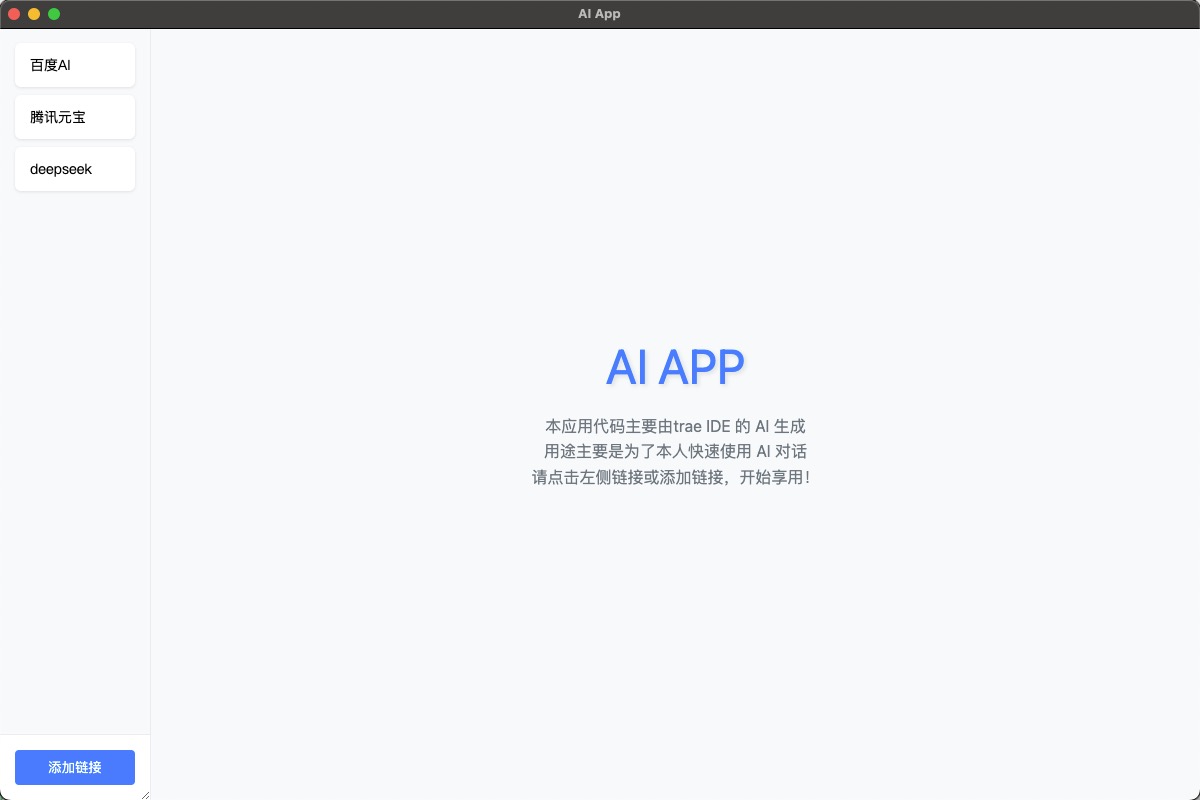 AI App
百度AI
腾讯元宝
deepseek
AI APP
本应用代码主要由trae IDE 的 AI 生成
用途主要是为了本人快速使用 AI 对话
请点击左侧链接或添加链接，开始享用！
添加链接